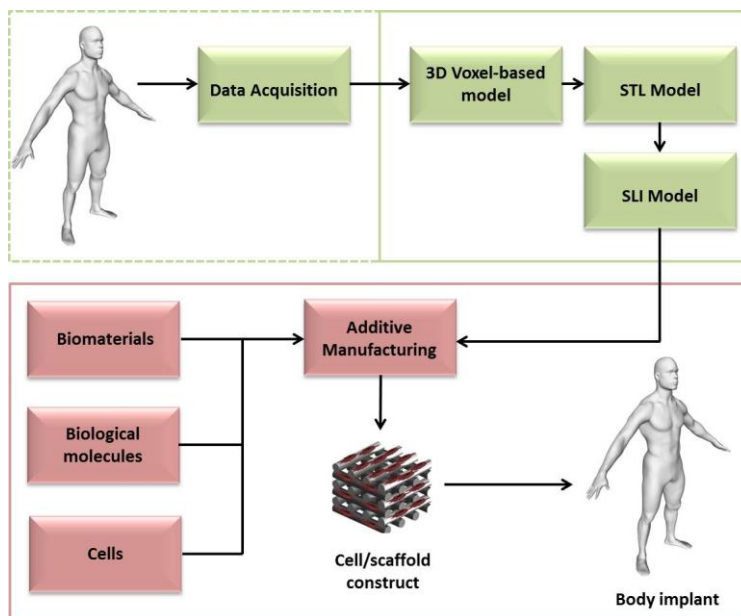 Data Acquisition
3D Voxel-based
model
STL Model
SLI Model
Biomaterials
Additive
Manufacturing
Biological
molecules
Cells
Cell/scaffold
construct
Body implant